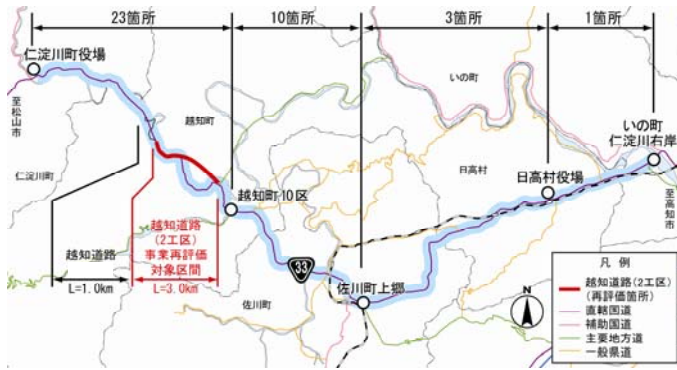 23箇所
10箇所
3箇所
1箇所
仁淀川町役場
至松山市
越知町
いの町
いの町
仁淀川右岸
日高村役場
日高村
至高知市
仁淀川町
越知町10区
越知道路
L=1.0km
越知道路
(2工区)
事業再評価
対象区間
L=3.0km
33
佐川町
佐川町上郷
N
凡 例
越知道路(2工区)
(再評価箇所)
直轄国道
補助国道
主要地方道
一般県道